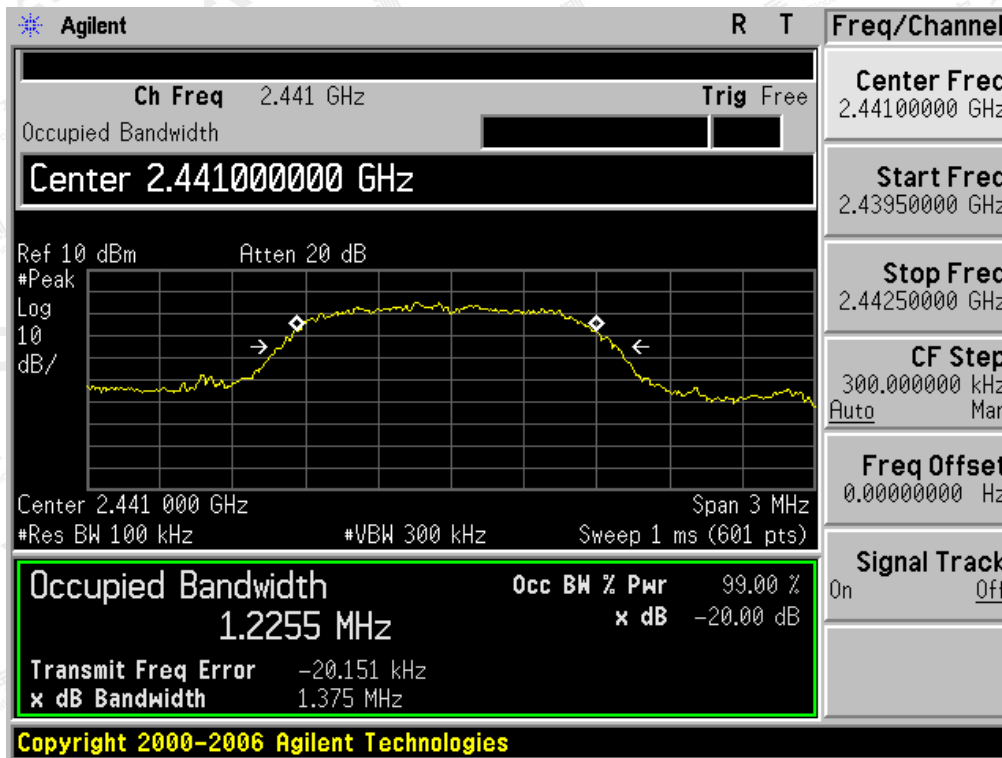 Agilent R T
Ch Freq 2.441 GHz Trig Free
Occupied Bandwidth
Center 2.441000000 GHz
Ref 10 dBm Atten 20 dB
#Peak
Log
10
dB/
Center 2.441 000 GHz Span 3 MHz
#Res BW 100 kHz #VBW 300 kHz Sweep 1 ms (601 pts)
Occupied Bandwidth Occ BW % Pwr 99.00 %
1.2255 MHz x dB -20.00 dB
Transmit Freq Error -20.151 kHz
x dB Bandwidth 1.375 MHz
Copyright 2000-2006 Agilent Technologies
Freq/Channel
Center Freq
2.44100000 GHz
Start Freq
2.43950000 GHz
Stop Freq
2.44250000 GHz
CF Step
300.000000 kHz
Auto Man
Freq Offset
0.00000000 Hz
Signal Track
On Off